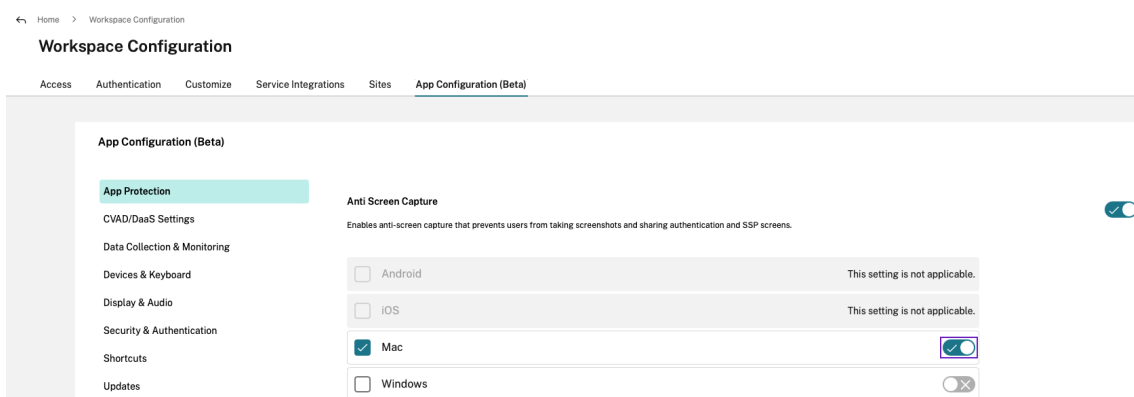 Home > Workspace Configuration
Workspace Configuration
Access Authentication Customize Service Integrations Sites App Configuration (Beta)
App Configuration (Beta)
App Protection
CVAD/DaaS Settings
Data Collection & Monitoring
Devices & Keyboard
Display & Audio
Security & Authentication
Shortcuts
Updates
Anti Screen Capture
Enables anti-screen capture that prevents users from taking screenshots and sharing authentication and SSP screens.
Android This setting is not applicable.
iOS This setting is not applicable.
Mac
Windows